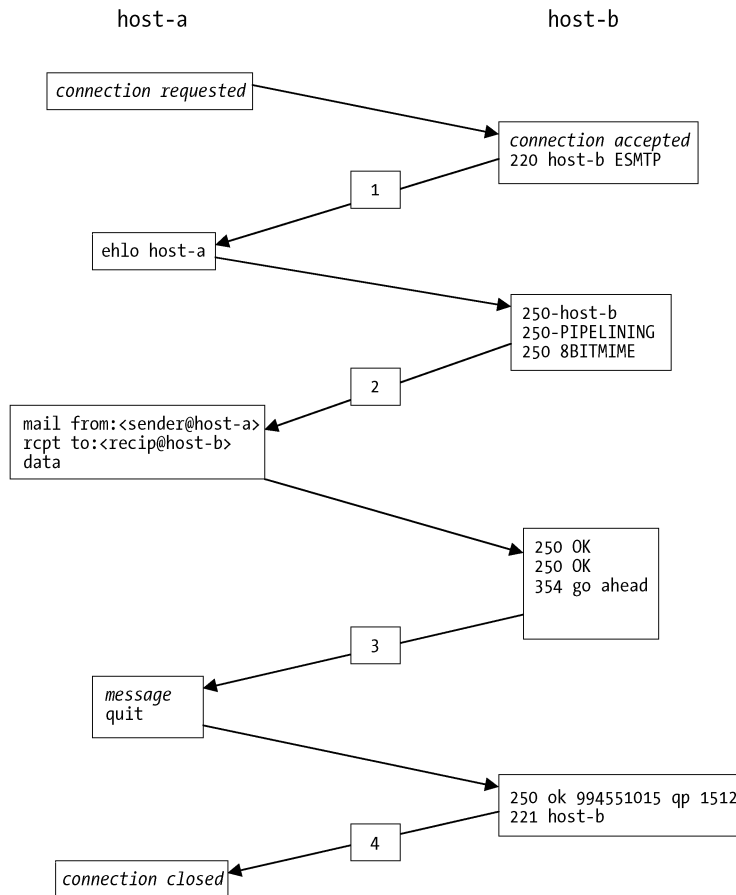 host-a
host-b
connection requested
connection accepted
220 host-b ESMTP
1
ehlo host-a
250-host-b
250-PIPELINING
250 8BITMIME
2
mail from:<sender@host-a>
rcpt to:<recip@host-b>
data
250 OK
250 OK
354 go ahead
3
message
quit
250 ok 994551015 qp 1512
221 host-b
4
connection closed